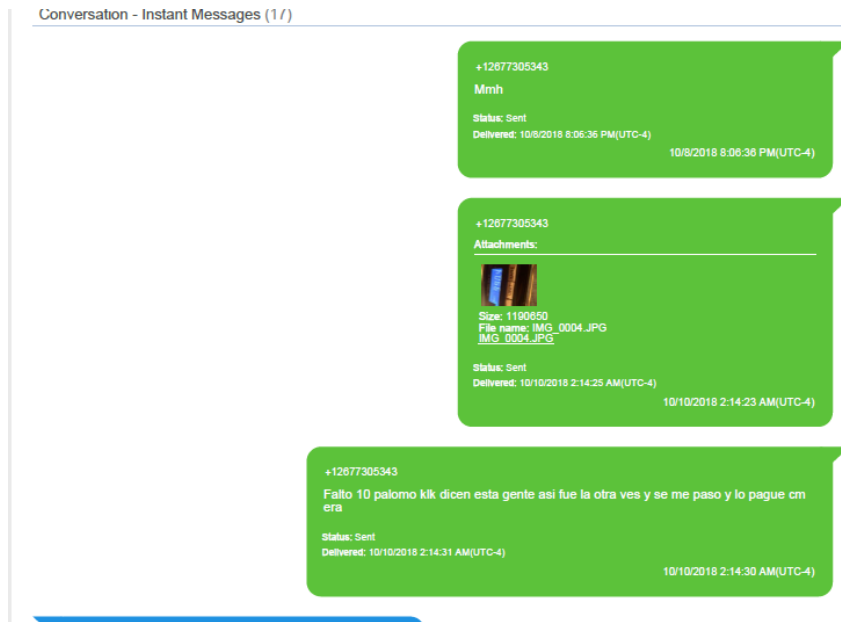 Conversation - Instant Messages (17)
+12677305343
Mmh
Status: Sent
Delivered: 10/8/2018 8:06:36 PM(UTC-4)
10/8/2018 8:06:36 PM(UTC-4)
+12677305343
Attachments:
Size: 1190650
File name: IMG_0004.JPG
IMG_0004.JPG
Status: Sent
Delivered: 10/10/2018 2:14:25 AM(UTC-4)
10/10/2018 2:14:23 AM(UTC-4)
+12677305343
Falto 10 palomo klk dicen esta gente asi fue la otra ves y se me paso y lo pague cm
era
Status: Sent
Delivered: 10/10/2018 2:14:31 AM(UTC-4)
10/10/2018 2:14:30 AM(UTC-4)